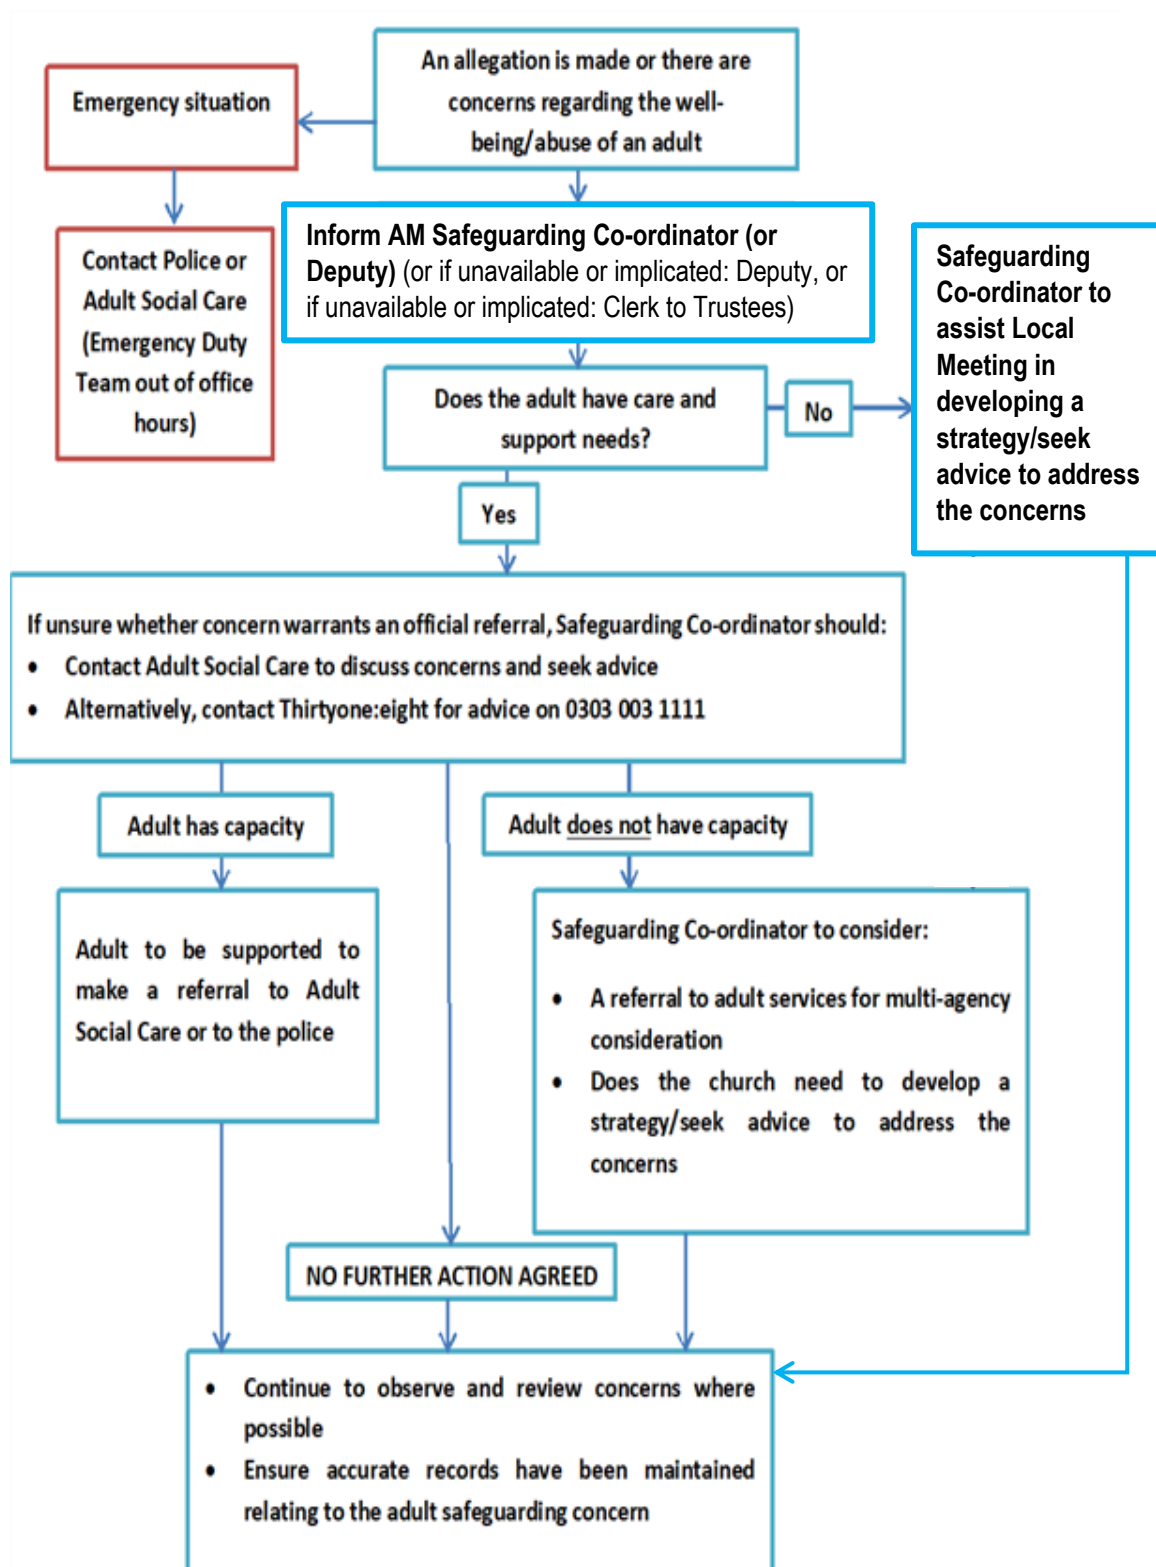 An allegation is made or there are
concerns regarding the well-
being/abuse of an adult
Emergency situation
Contact Police or
Adult Social Care
(Emergency Duty
Team out of office
hours)
Inform AM Safeguarding Co-ordinator (or
Deputy) (or if unavailable or implicated: Deputy, or
if unavailable or implicated: Clerk to Trustees)
Does the adult have care and
support needs?
No
Safeguarding
Co-ordinator to
assist Local
Meeting in
developing a
strategy/seek
advice to address
the concerns
Yes
If unsure whether concern warrants an official referral, Safeguarding Co-ordinator should:
• Contact Adult Social Care to discuss concerns and seek advice
• Alternatively, contact Thirtyone:eight for advice on 0303 003 1111
Adult has capacity
Adult does not have capacity
Adult to be supported to
make a referral to Adult
Social Care or to the police
Safeguarding Co-ordinator to consider:
• A referral to adult services for multi-agency
consideration
• Does the church need to develop a
strategy/seek advice to address the
concerns
NO FURTHER ACTION AGREED
• Continue to observe and review concerns where
possible
• Ensure accurate records have been maintained
relating to the adult safeguarding concern